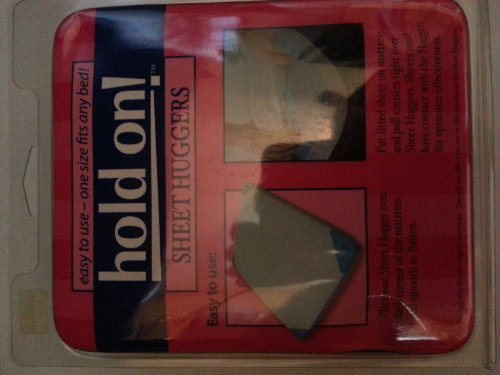 easy to use – one size fits any bed!
hold on!™
SHEET HUGGERS
Easy to use:
Place one Sheet Hugger over
each corner of the mattress
smooth to flatten.
Put fitted sheet on mattress
and pull corners right over
Sheet Huggers. Sheets must
have contact with the Huggers
for optimum effectiveness.